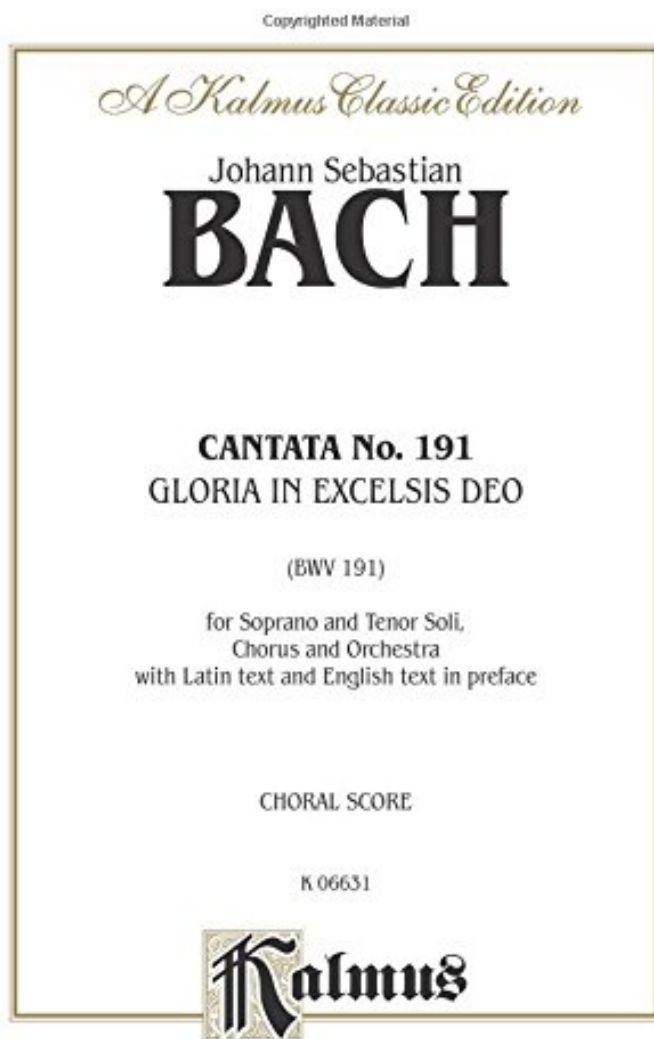 Copyrighted Material
A Kalmus Classic Edition
Johann Sebastian
BACH
CANTATA No. 191
GLORIA IN EXCELSIS DEO
(BWV 191)
for Soprano and Tenor Soli,
Chorus and Orchestra
with Latin text and English text in preface
CHORAL SCORE
K 06631
Kalmus